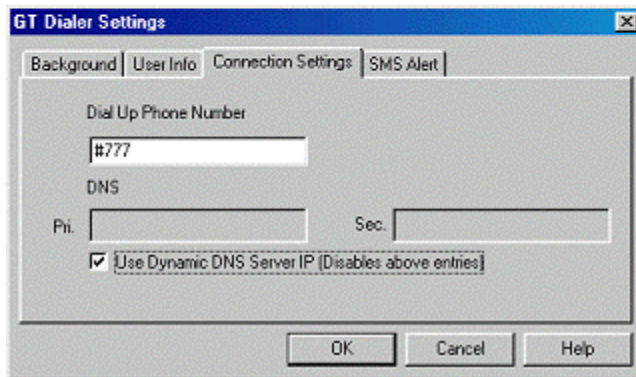 GT Dialer Settings
Background User Info Connection Settings SMS Alert
Dial Up Phone Number
#777
DNS
Pri. Sec.
Use Dynamic DNS Server IP (Disables above entries)
OK Cancel Help